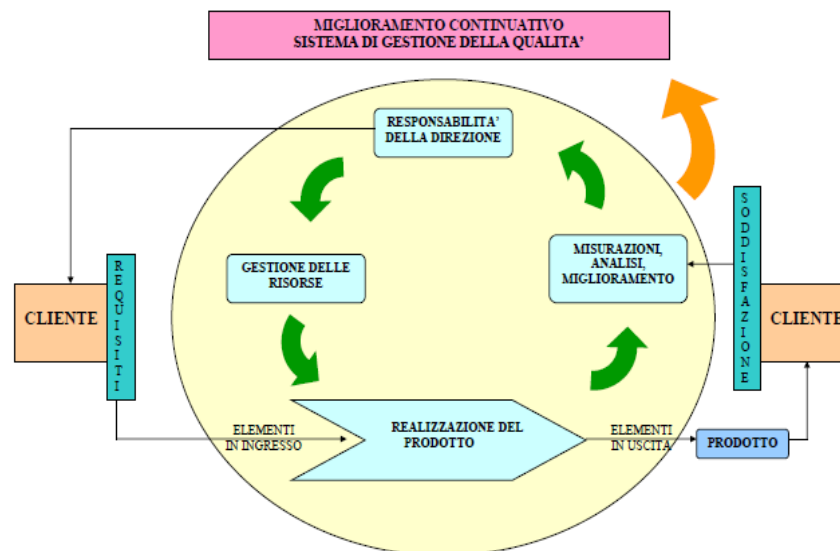 MIGLIORAMENTO CONTINUATIVO
SISTEMA DI GESTIONE DELLA QUALITA'
RESPONSABILITA'
DELLA DIREZIONE
GESTIONE DELLE
RISORSE
MISURAZIONI,
ANALISI,
MIGLIORAMENTO
CLIENTE
REQUISITI
SODDISFAZIONE
CLIENTE
ELEMENTI
IN INGRESSO
REALIZZAZIONE DEL
PRODOTTO
ELEMENTI
IN USCITA
PRODOTTO